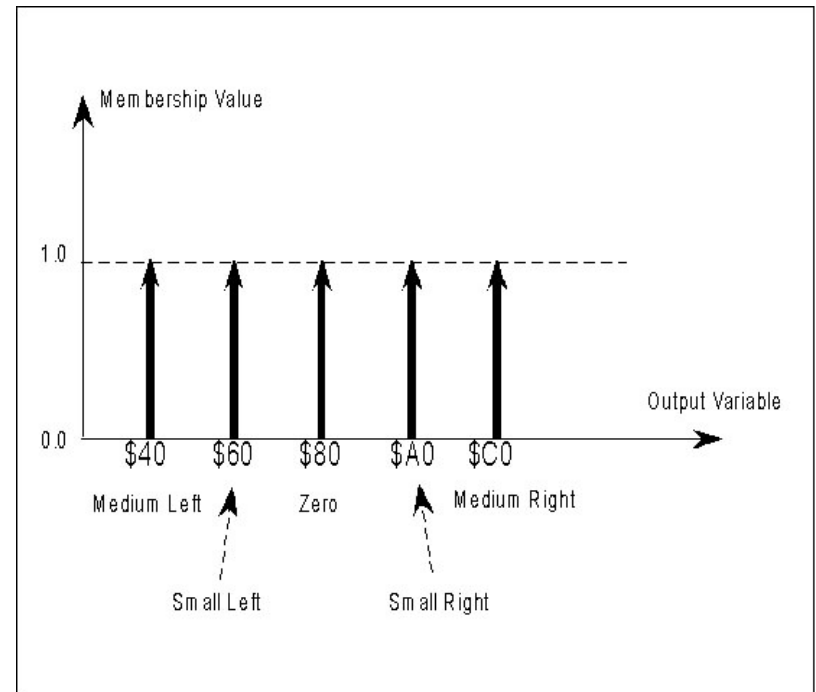 Membership Value
1.0
Output Variable
0.0
$40 $60 $80 $A0 $C0
Medium Left Zero Medium Right
Small Left Small Right